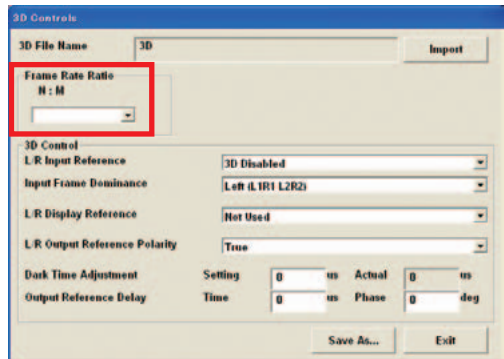 3D Controls
3D File Name 3D Import
Frame Rate Ratio
N : M
3D Control
L/R Input Reference 3D Disabled
Input Frame Dominance Left (L1R1 L2R2)
L/R Display Reference Not Used
L/R Output Reference Polarity True
Dark Time Adjustment Setting 0 us Actual 0 us
Output Reference Delay Time 0 us Phase 0 deg
Save As... Exit